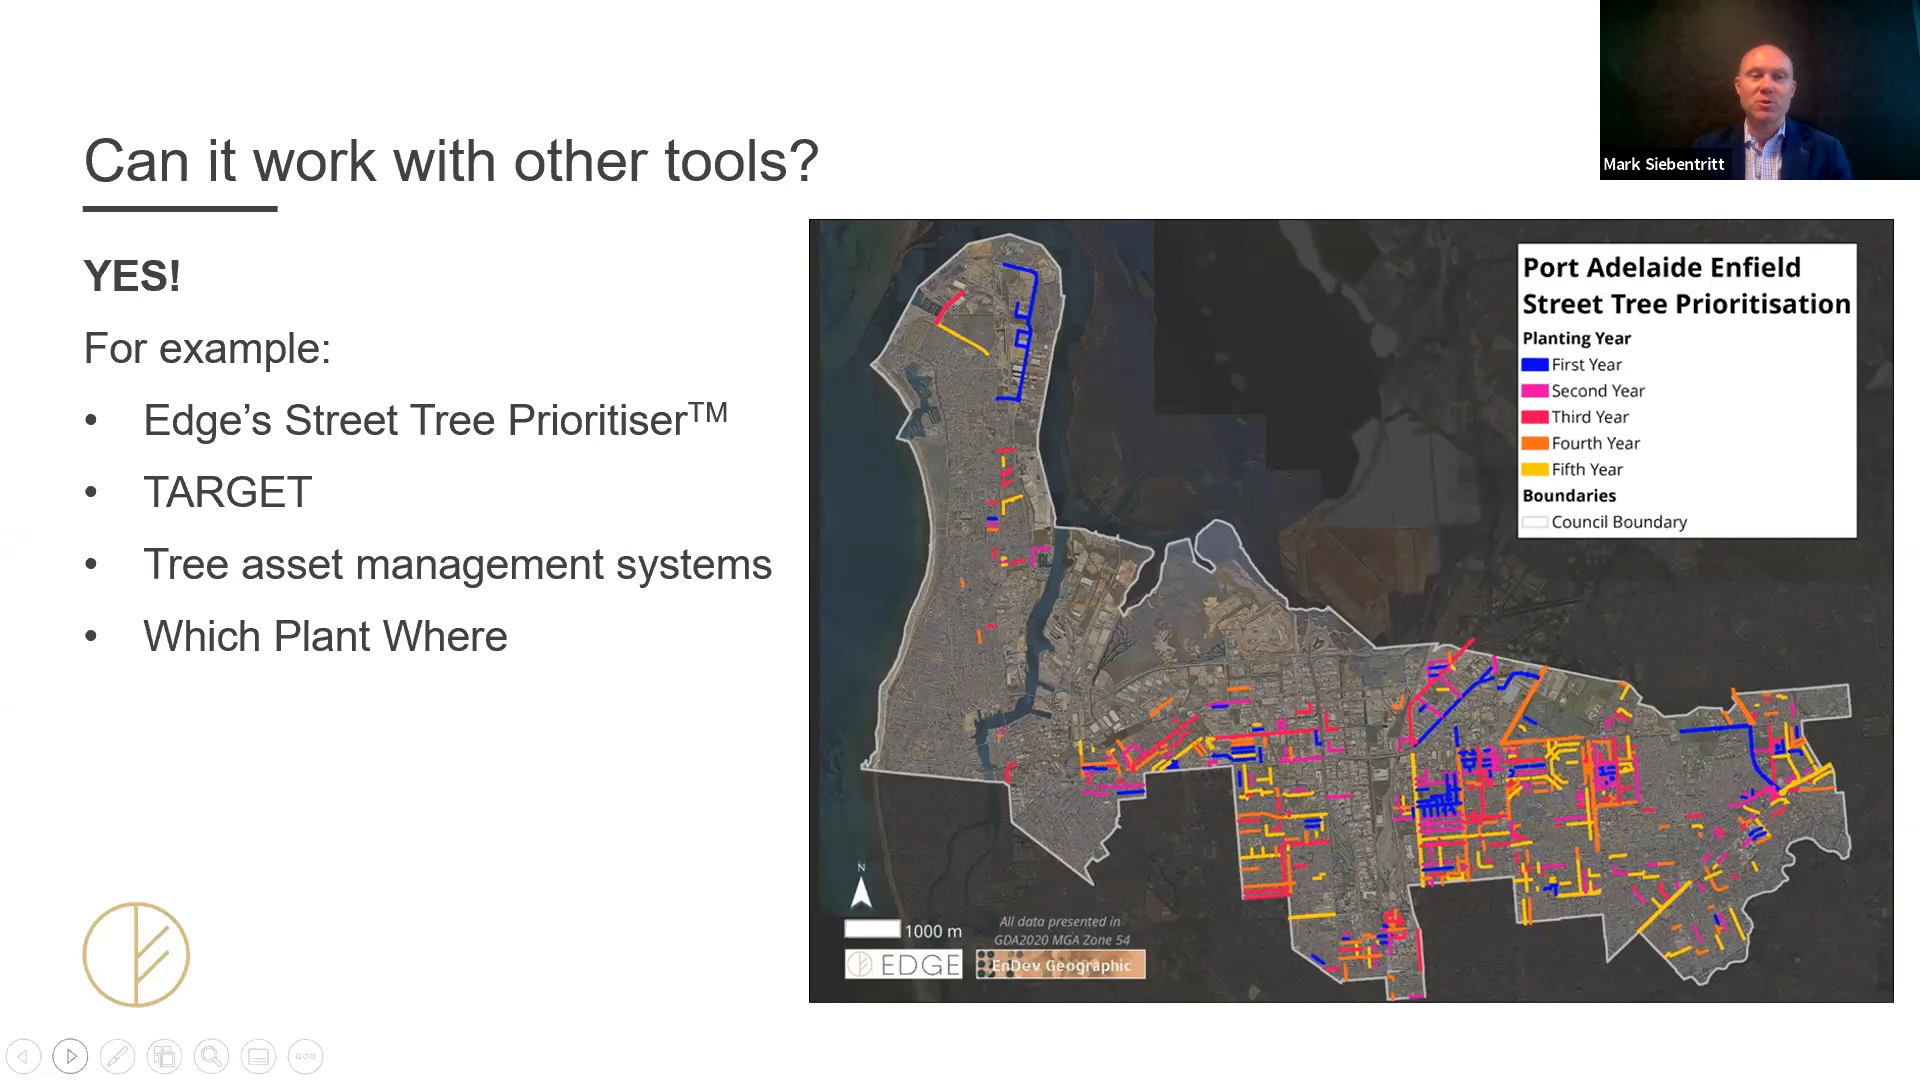 Mark Siebentritt
Can it work with other tools?
YES!
For example:
• Edge’s Street Tree Prioritiser™
• TARGET
• Tree asset management systems
• Which Plant Where
Port Adelaide Enfield
Street Tree Prioritisation
Planting Year
First Year
Second Year
Third Year
Fourth Year
Fifth Year
Boundaries
Council Boundary
N
1000 m
All data presented in
GDA2020 MGA Zone 54
EDGE
EnDev Geographic